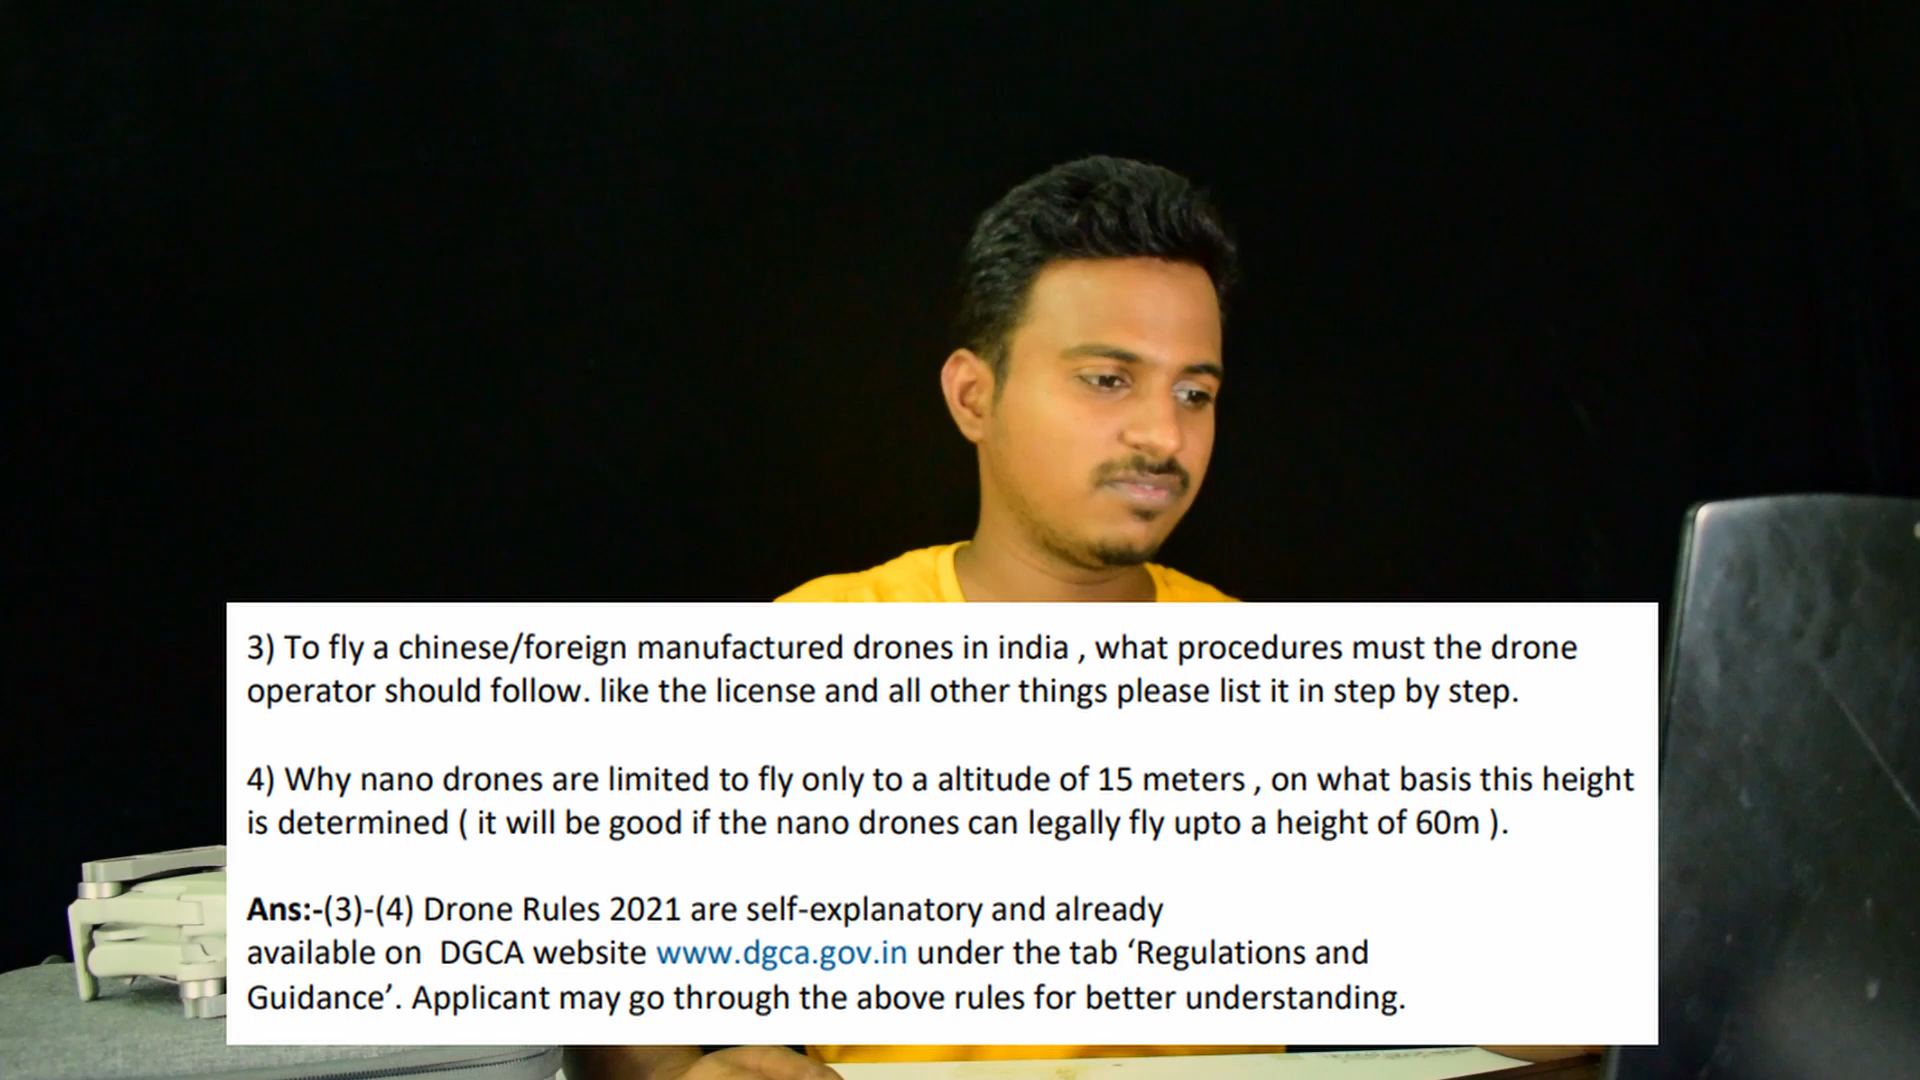 3) To fly a chinese/foreign manufactured drones in india , what procedures must the drone
operator should follow. like the license and all other things please list it in step by step.
4) Why nano drones are limited to fly only to a altitude of 15 meters , on what basis this height
is determined ( it will be good if the nano drones can legally fly upto a height of 60m ).
Ans:-(3)-(4) Drone Rules 2021 are self-explanatory and already
available on  DGCA website www.dgca.gov.in under the tab ‘Regulations and
Guidance’. Applicant may go through the above rules for better understanding.